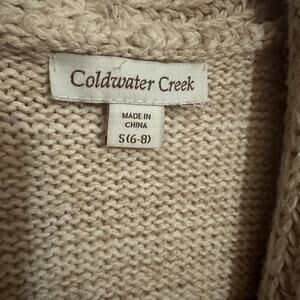 Coldwater Creek
MADE IN
CHINA
S(6-8)